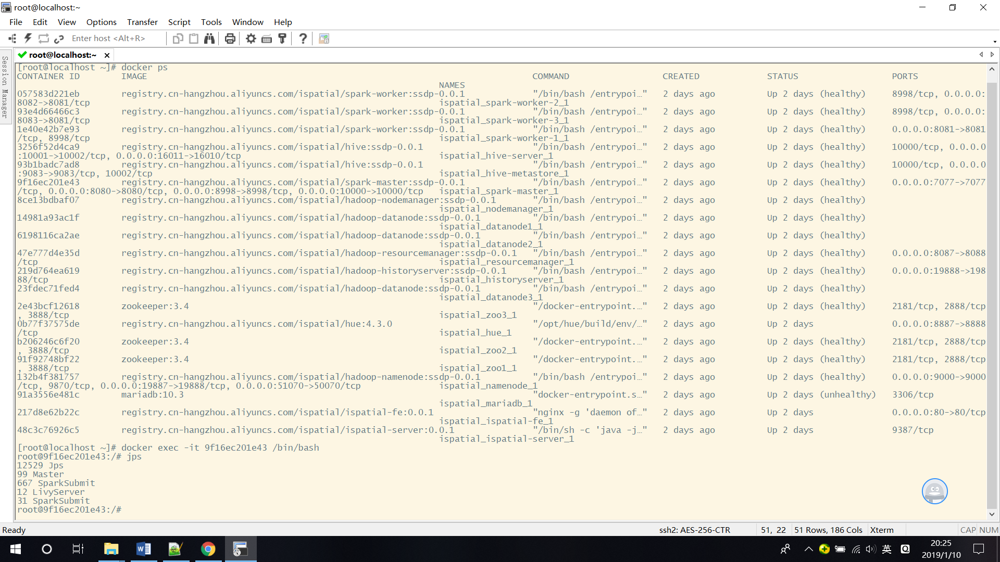 root@localhost:~
File Edit View Options Transfer Script Tools Window Help
Enter host <Alt+R>
root@localhost:~
Session Manager
[root@localhost ~]# docker ps
CONTAINER ID IMAGE COMMAND CREATED STATUS PORTS
NAMES
057583d221eb registry.cn-hangzhou.aliyuncs.com/ispatial/spark-worker:ssdp-0.0.1 "/bin/bash /entrypoi…" 2 days ago Up 2 days (healthy) 8998/tcp, 0.0.0.0:
8082->8081/tcp ispatial_spark-worker-2_1
93e4d66466c3 registry.cn-hangzhou.aliyuncs.com/ispatial/spark-worker:ssdp-0.0.1 "/bin/bash /entrypoi…" 2 days ago Up 2 days (healthy) 8998/tcp, 0.0.0.0:
8083->8081/tcp ispatial_spark-worker-3_1
1e40e42b7e93 registry.cn-hangzhou.aliyuncs.com/ispatial/spark-worker:ssdp-0.0.1 "/bin/bash /entrypoi…" 2 days ago Up 2 days (healthy) 0.0.0.0:8081->8081
/tcp, 8998/tcp ispatial_spark-worker-1_1
3256f52d4ca9 registry.cn-hangzhou.aliyuncs.com/ispatial/hive:ssdp-0.0.1 "/bin/bash /entrypoi…" 2 days ago Up 2 days (healthy) 10000/tcp, 0.0.0.0
:10001->10002/tcp, 0.0.0.0:16011->16010/tcp ispatial_hive-server_1
93b1badc7ad8 registry.cn-hangzhou.aliyuncs.com/ispatial/hive:ssdp-0.0.1 "/bin/bash /entrypoi…" 2 days ago Up 2 days (healthy) 10000/tcp, 0.0.0.0
:9083->9083/tcp, 10002/tcp ispatial_hive-metastore_1
9f16ec201e43 registry.cn-hangzhou.aliyuncs.com/ispatial/spark-master:ssdp-0.0.1 "/bin/bash /entrypoi…" 2 days ago Up 2 days (healthy) 0.0.0.0:7077->7077
/tcp, 0.0.0.0:8080->8080/tcp, 0.0.0.0:8998->8998/tcp, 0.0.0.0:10000->10000/tcp ispatial_spark-master_1
8ce13bdbaf07 registry.cn-hangzhou.aliyuncs.com/ispatial/hadoop-nodemanager:ssdp-0.0.1 "/bin/bash /entrypoi…" 2 days ago Up 2 days (healthy)
ispatial_nodemanager_1
14981a93ac1f registry.cn-hangzhou.aliyuncs.com/ispatial/hadoop-datanode:ssdp-0.0.1 "/bin/bash /entrypoi…" 2 days ago Up 2 days (healthy)
ispatial_datanode1_1
6198116ca2ae registry.cn-hangzhou.aliyuncs.com/ispatial/hadoop-datanode:ssdp-0.0.1 "/bin/bash /entrypoi…" 2 days ago Up 2 days (healthy)
ispatial_datanode2_1
47e777d4e35d registry.cn-hangzhou.aliyuncs.com/ispatial/hadoop-resourcemanager:ssdp-0.0.1 "/bin/bash /entrypoi…" 2 days ago Up 2 days (healthy) 0.0.0.0:8087->8088
/tcp ispatial_resourcemanager_1
219d764ea619 registry.cn-hangzhou.aliyuncs.com/ispatial/hadoop-historyserver:ssdp-0.0.1 "/bin/bash /entrypoi…" 2 days ago Up 2 days (healthy) 0.0.0.0:19888->198
88/tcp ispatial_historyserver_1
23fdec71fed4 registry.cn-hangzhou.aliyuncs.com/ispatial/hadoop-datanode:ssdp-0.0.1 "/bin/bash /entrypoi…" 2 days ago Up 2 days (healthy)
ispatial_datanode3_1
2e43bcf12618 zookeeper:3.4 "/docker-entrypoint.…" 2 days ago Up 2 days (healthy) 2181/tcp, 2888/tcp
, 3888/tcp ispatial_zoo3_1
0b77f37575de registry.cn-hangzhou.aliyuncs.com/ispatial/hue:4.3.0 "/opt/hue/build/env/…" 2 days ago Up 2 days 0.0.0.0:8887->8888
/tcp ispatial_hue_1
b206246c6f20 zookeeper:3.4 "/docker-entrypoint.…" 2 days ago Up 2 days (healthy) 2181/tcp, 2888/tcp
, 3888/tcp ispatial_zoo2_1
91f92748bf22 zookeeper:3.4 "/docker-entrypoint.…" 2 days ago Up 2 days (healthy) 2181/tcp, 2888/tcp
, 3888/tcp ispatial_zoo1_1
132b4f381757 registry.cn-hangzhou.aliyuncs.com/ispatial/hadoop-namenode:ssdp-0.0.1 "/bin/bash /entrypoi…" 2 days ago Up 2 days (healthy) 0.0.0.0:9000->9000
/tcp, 9870/tcp, 0.0.0.0:19887->19888/tcp, 0.0.0.0:51070->50070/tcp ispatial_namenode_1
91a3556e481c mariadb:10.3 "docker-entrypoint.s…" 2 days ago Up 2 days (unhealthy) 3306/tcp
ispatial_mariadb_1
217d8e62b22c registry.cn-hangzhou.aliyuncs.com/ispatial/ispatial-fe:0.0.1 "nginx -g 'daemon of…" 2 days ago Up 2 days 0.0.0.0:80->80/tcp
ispatial_ispatial-fe_1
48c3c76926c5 registry.cn-hangzhou.aliyuncs.com/ispatial/ispatial-server:0.0.1 "/bin/sh -c 'java -j…" 2 days ago Up 2 days 9387/tcp
ispatial_ispatial-server_1
[root@localhost ~]# docker exec -it 9f16ec201e43 /bin/bash
root@9f16ec201e43:/# jps
12529 Jps
99 Master
667 SparkSubmit
12 LivyServer
31 SparkSubmit
root@9f16ec201e43:/#
Ready ssh2: AES-256-CTR 51, 22 51 Rows, 186 Cols Xterm CAP NUM
英 20:25
2019/1/10